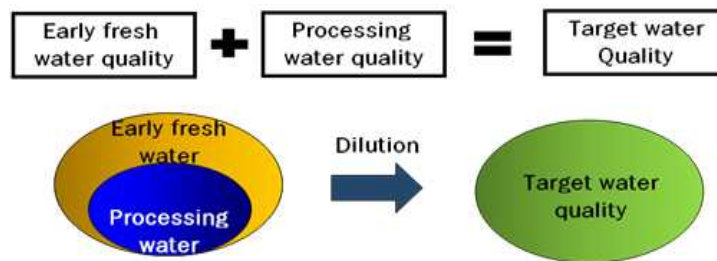 Early fresh
water quality
+
Processing
water quality
=
Target water
Quality
Early fresh
water
Processing
water
Dilution
Target water
quality